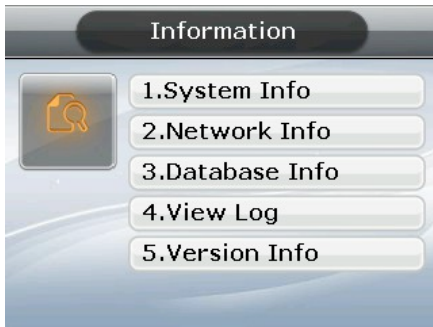 Information
1.System Info
2.Network Info
3.Database Info
4.View Log
5.Version Info